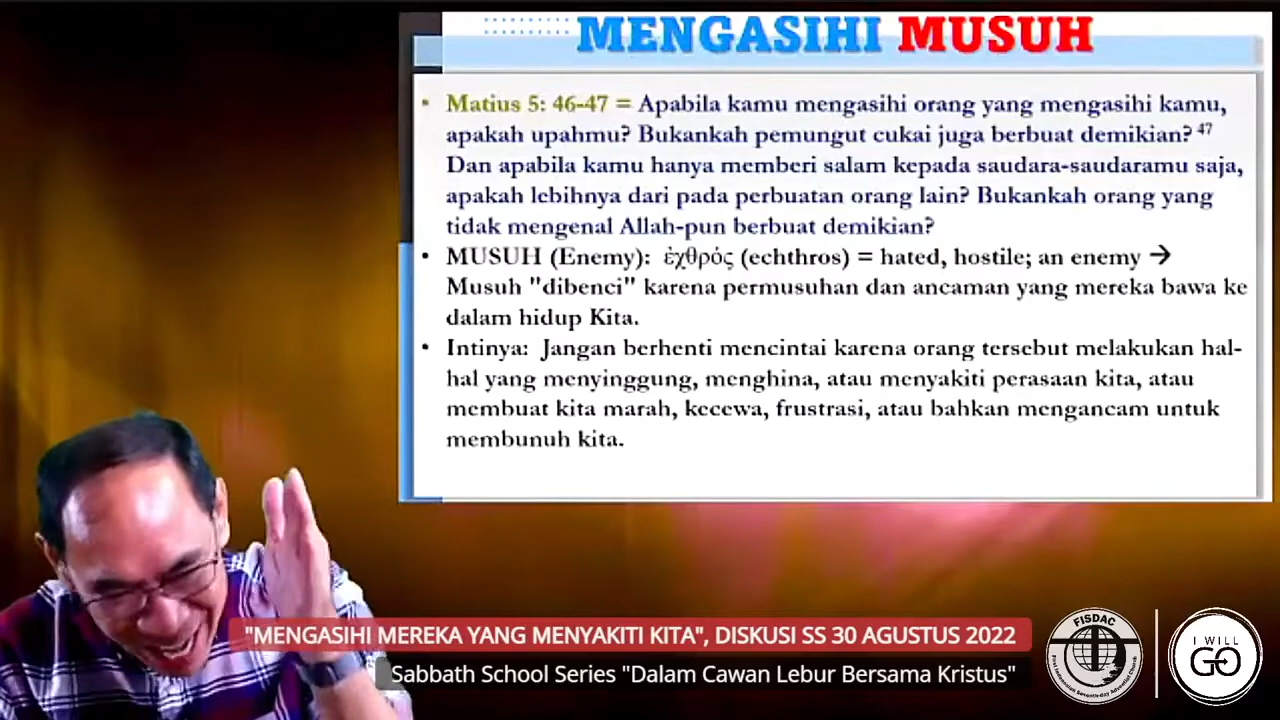 MENGASIHI MUSUH
• Matius 5: 46-47 = Apabila kamu mengasihi orang yang mengasihi kamu,
apakah upahmu? Bukankah pemungut cukai juga berbuat demikian? 47
Dan apabila kamu hanya memberi salam kepada saudara-saudaramu saja,
apakah lebihnya dari pada perbuatan orang lain? Bukankah orang yang
tidak mengenal Allah-pun berbuat demikian?
• MUSUH (Enemy): ἐχθρός (echthros) = hated, hostile; an enemy →
Musuh "dibenci" karena permusuhan dan ancaman yang mereka bawa ke
dalam hidup Kita.
• Intinya: Jangan berhenti mencintai karena orang tersebut melakukan hal-
hal yang menyinggung, menghina, atau menyakiti perasaan kita, atau
membuat kita marah, kecewa, frustrasi, atau bahkan mengancam untuk
membunuh kita.
"MENGASIHI MEREKA YANG MENYAKITI KITA", DISKUSI SS 30 AGUSTUS 2022
Sabbath School Series "Dalam Cawan Lebur Bersama Kristus"
FISDAC
I WILL
GO